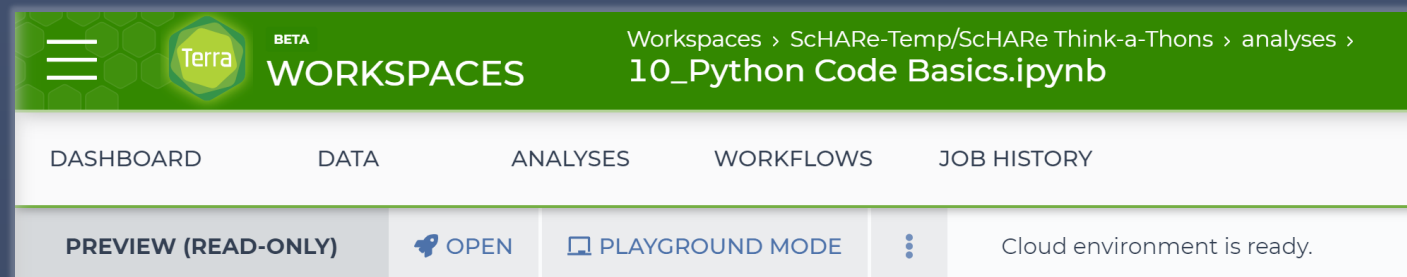 Terra
BETA
WORKSPACES
Workspaces › ScHARe-Temp/ScHARe Think-a-Thons › analyses ›
10_Python Code Basics.ipynb
DASHBOARD DATA ANALYSES WORKFLOWS JOB HISTORY
PREVIEW (READ-ONLY) OPEN PLAYGROUND MODE Cloud environment is ready.